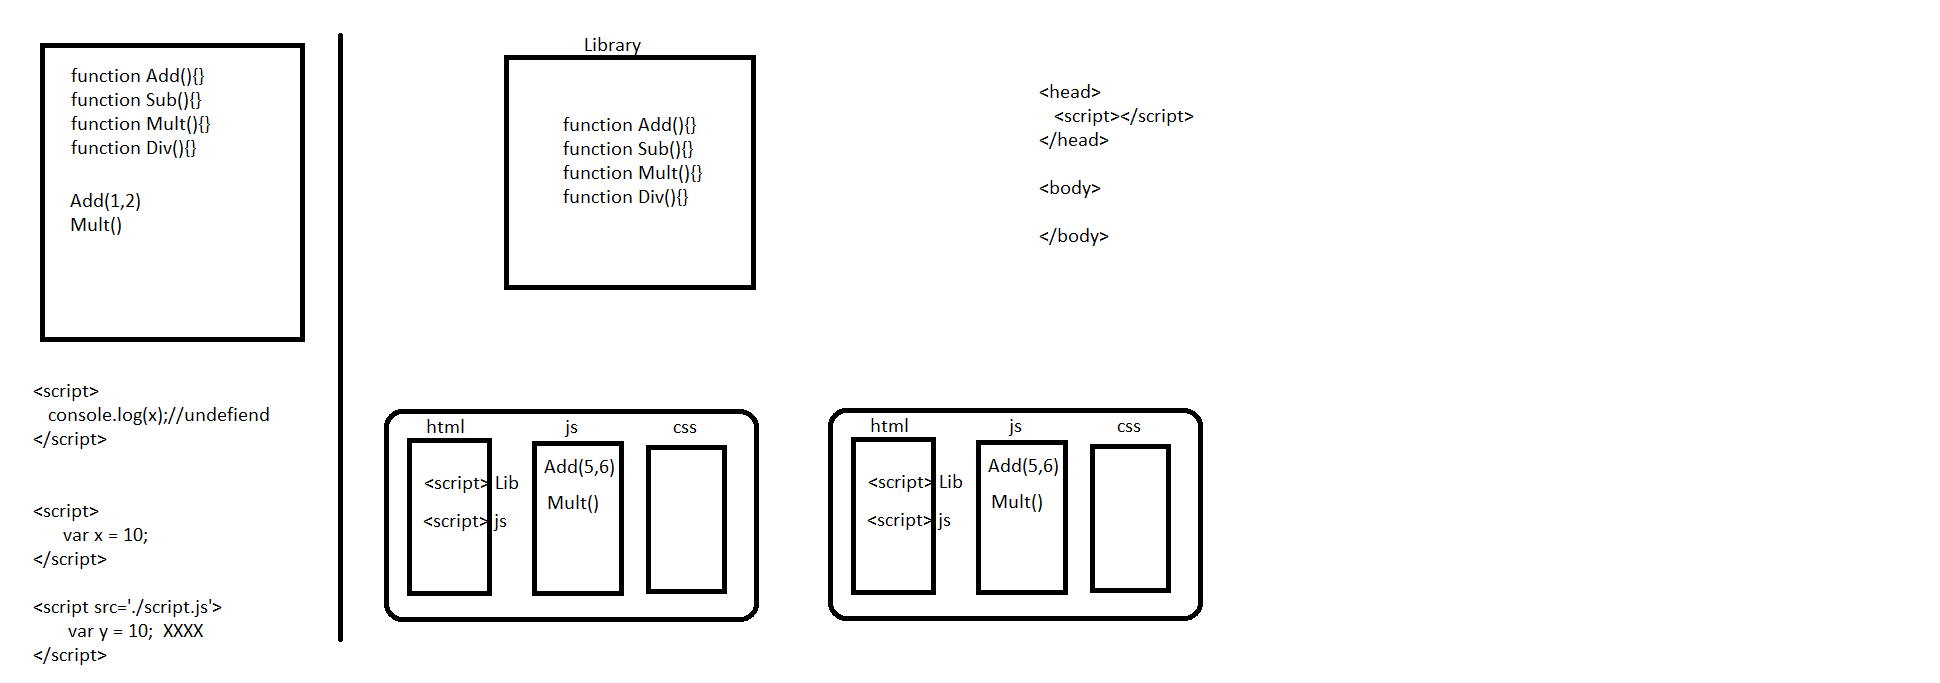 function Add(){}
function Sub(){}
function Mult(){}
function Div(){}
Add(1,2)
Mult()
<script>
console.log(x);//undefiend
</script>
<script>
var x = 10;
</script>
<script src='./script.js'>
var y = 10;  XXXX
</script>
Library
function Add(){}
function Sub(){}
function Mult(){}
function Div(){}
<head>
<script></script>
</head>
<body>
</body>
html
js
css
<script> Lib
<script> js
Add(5,6)
Mult()
html
js
css
<script> Lib
<script> js
Add(5,6)
Mult()